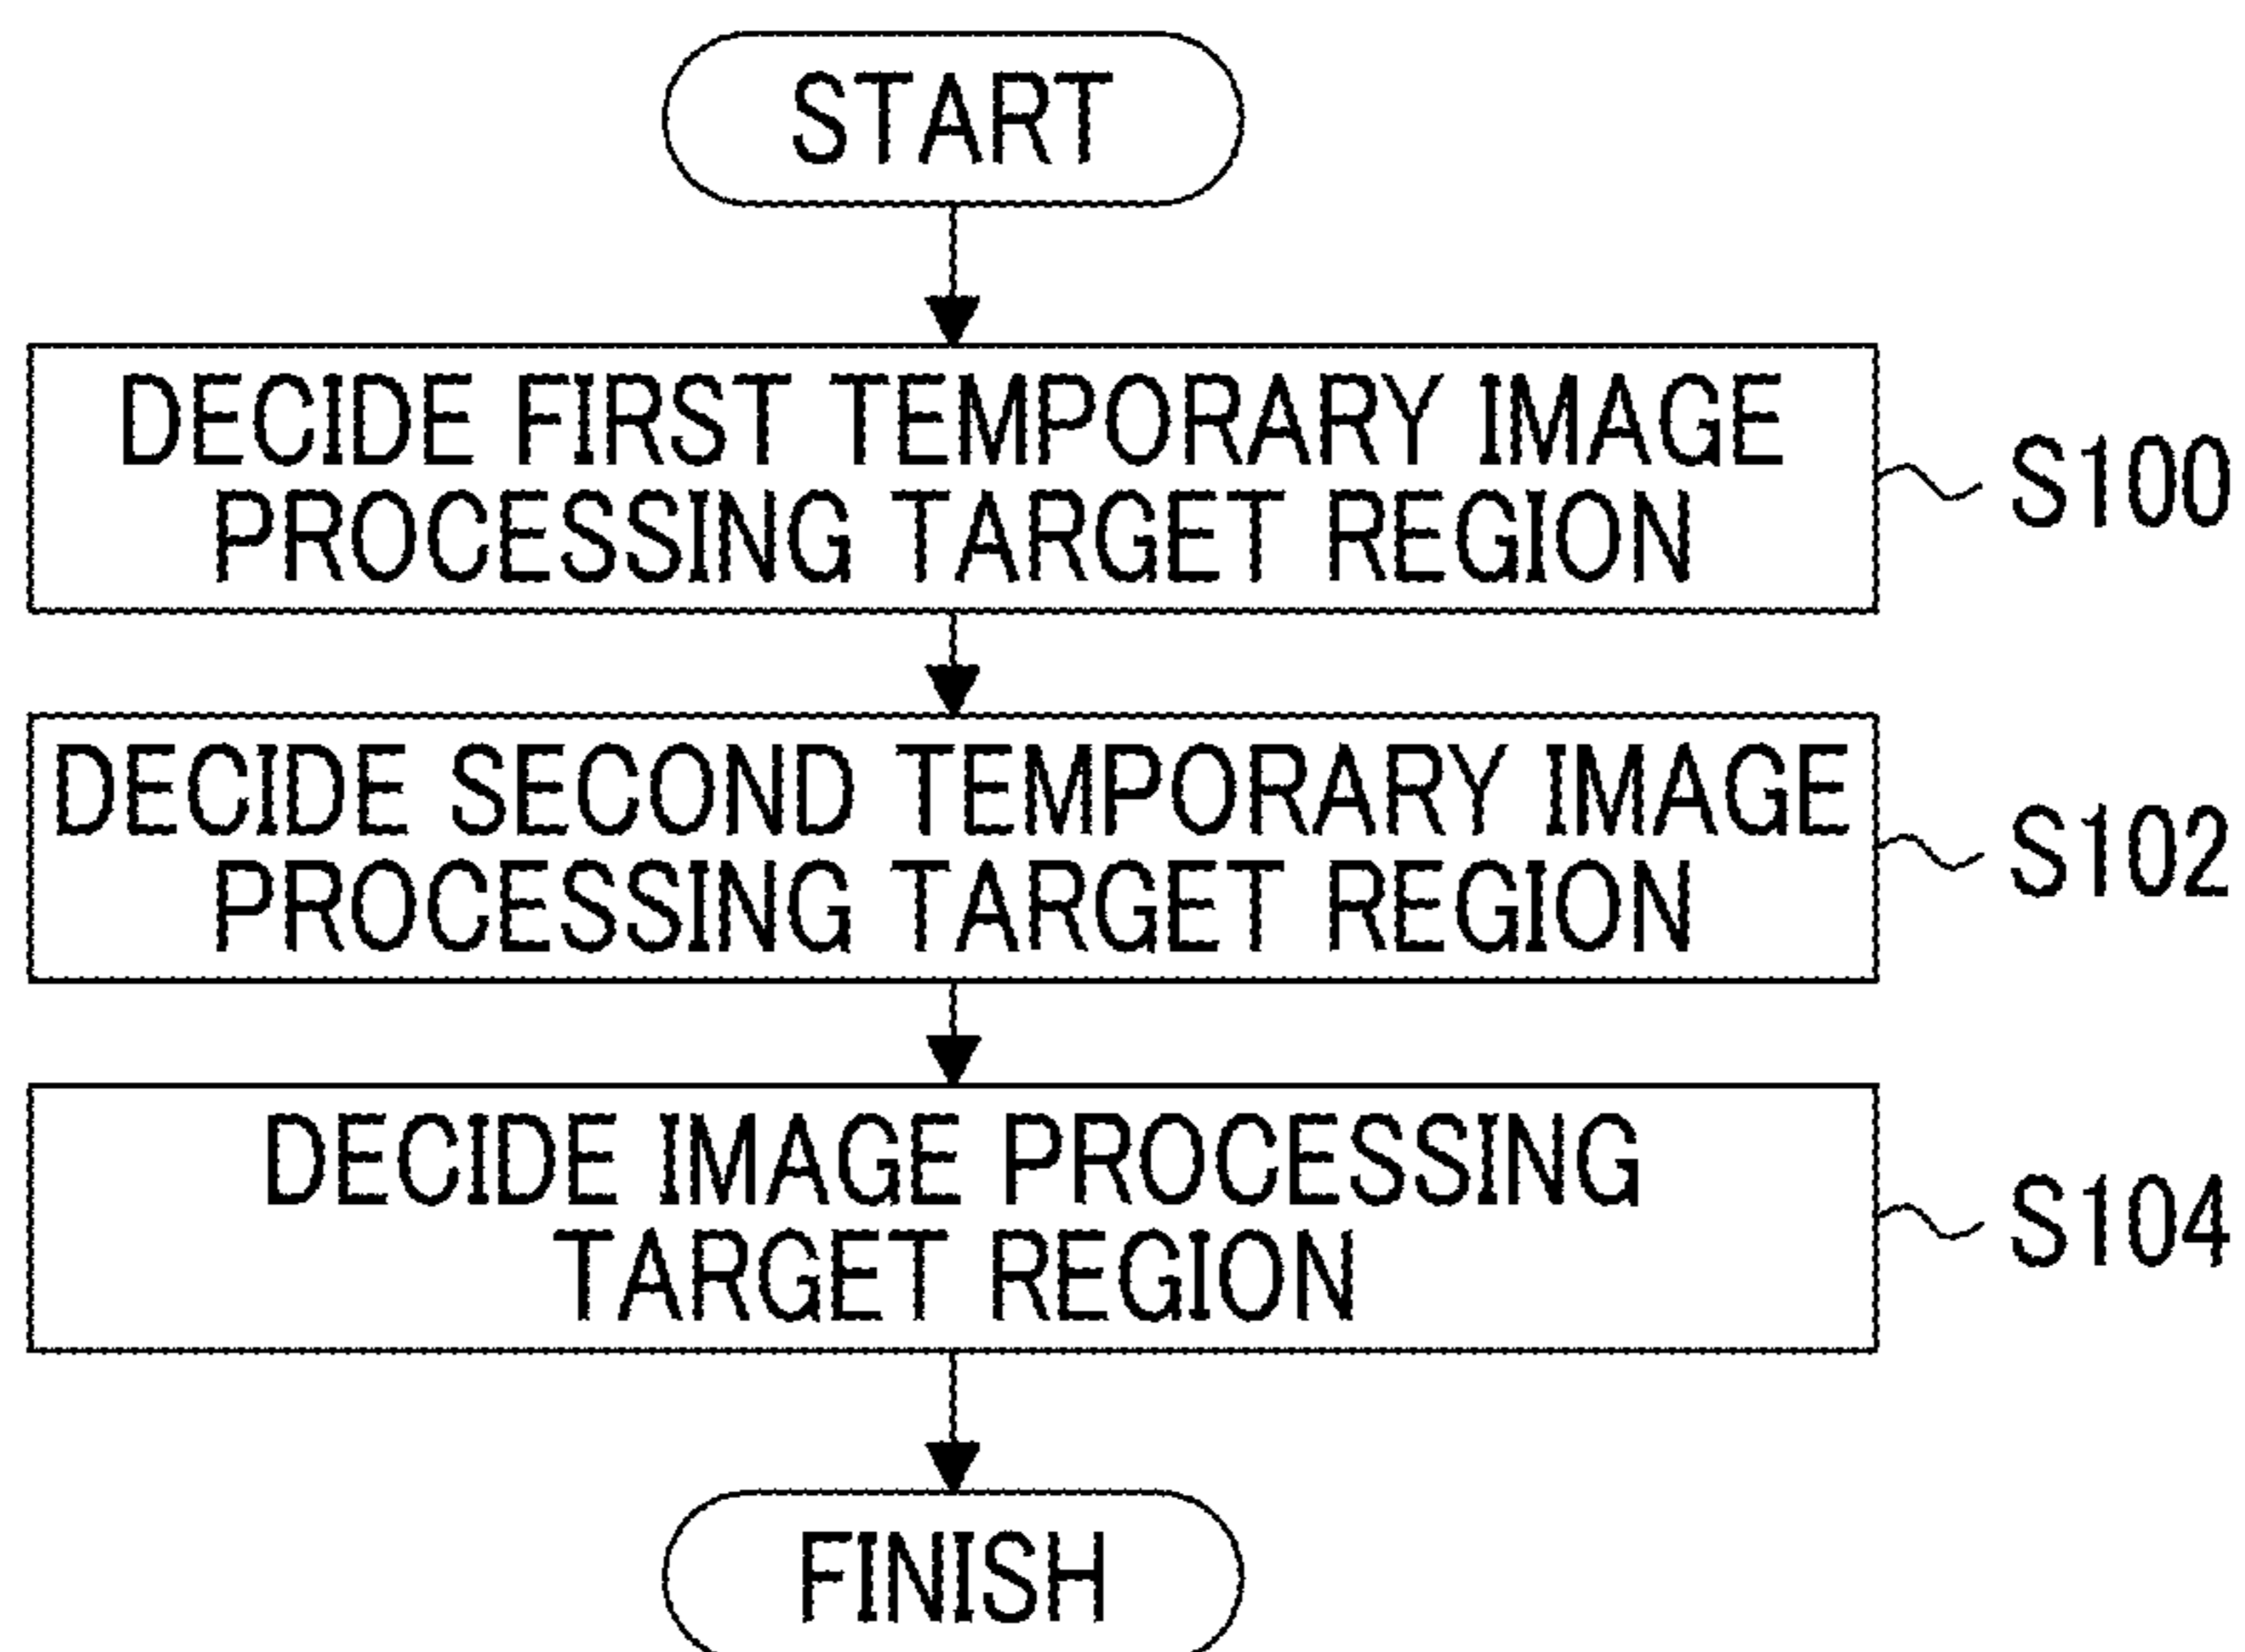 START
DECIDE FIRST TEMPORARY IMAGE
PROCESSING TARGET REGION
S100
DECIDE SECOND TEMPORARY IMAGE
PROCESSING TARGET REGION
S102
DECIDE IMAGE PROCESSING
TARGET REGION
S104
FINISH